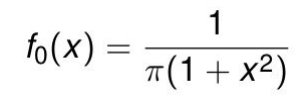 f₀(x) = 1 / π(1 + x²)